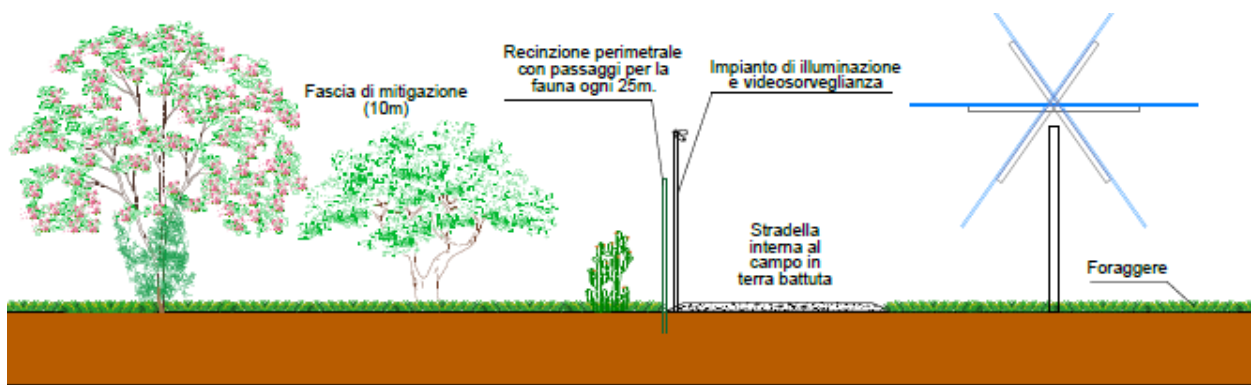 Fascia di mitigazione
(10m)
Recinzione perimetrale
con passaggi per la
fauna ogni 25m.
Impianto di illuminazione
e videosorveglianza
Stradella
interna al
campo in
terra battuta
Foraggere